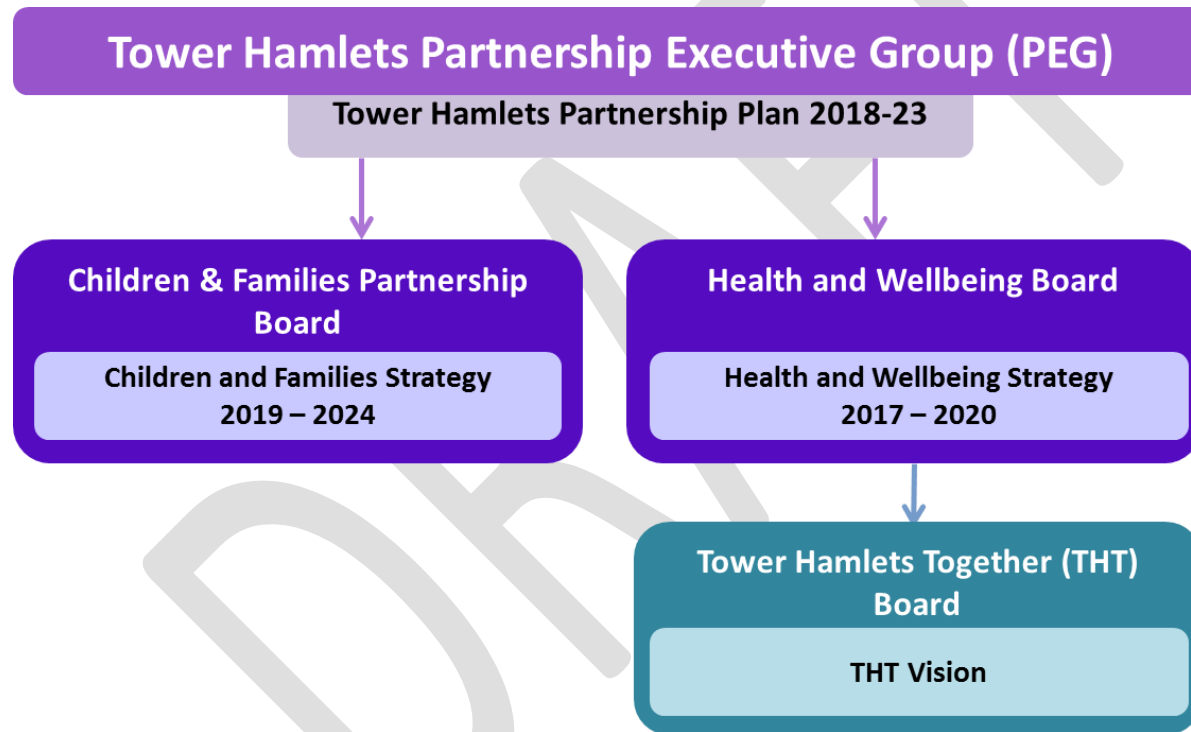 Tower Hamlets Partnership Executive Group (PEG)
Tower Hamlets Partnership Plan 2018-23
Children & Families Partnership
Board
Children and Families Strategy
2019 – 2024
Health and Wellbeing Board
Health and Wellbeing Strategy
2017 – 2020
Tower Hamlets Together (THT)
Board
THT Vision
DRAFT